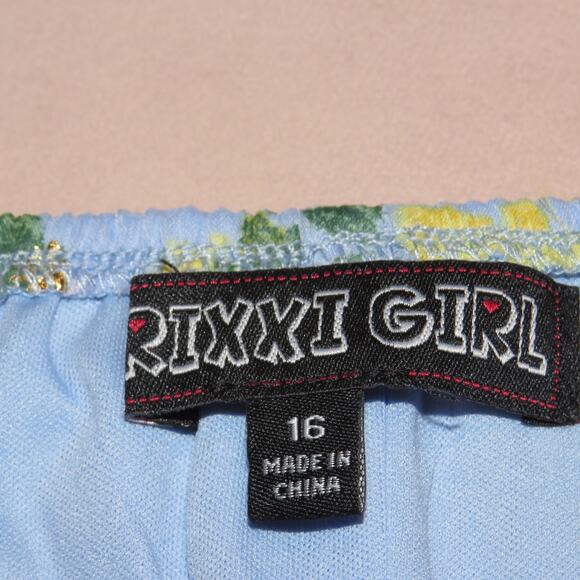 RIXXI GIRL
16
MADE IN
CHINA